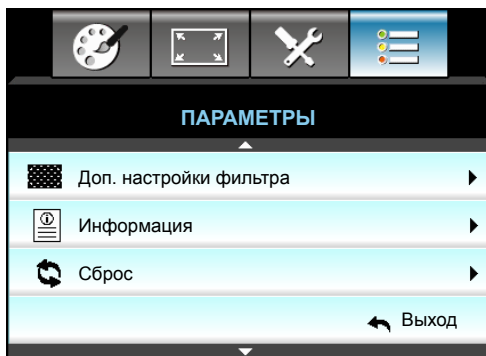 ПАРАМЕТРЫ
Доп. настройки фильтра
Информация
Сброс
Выход